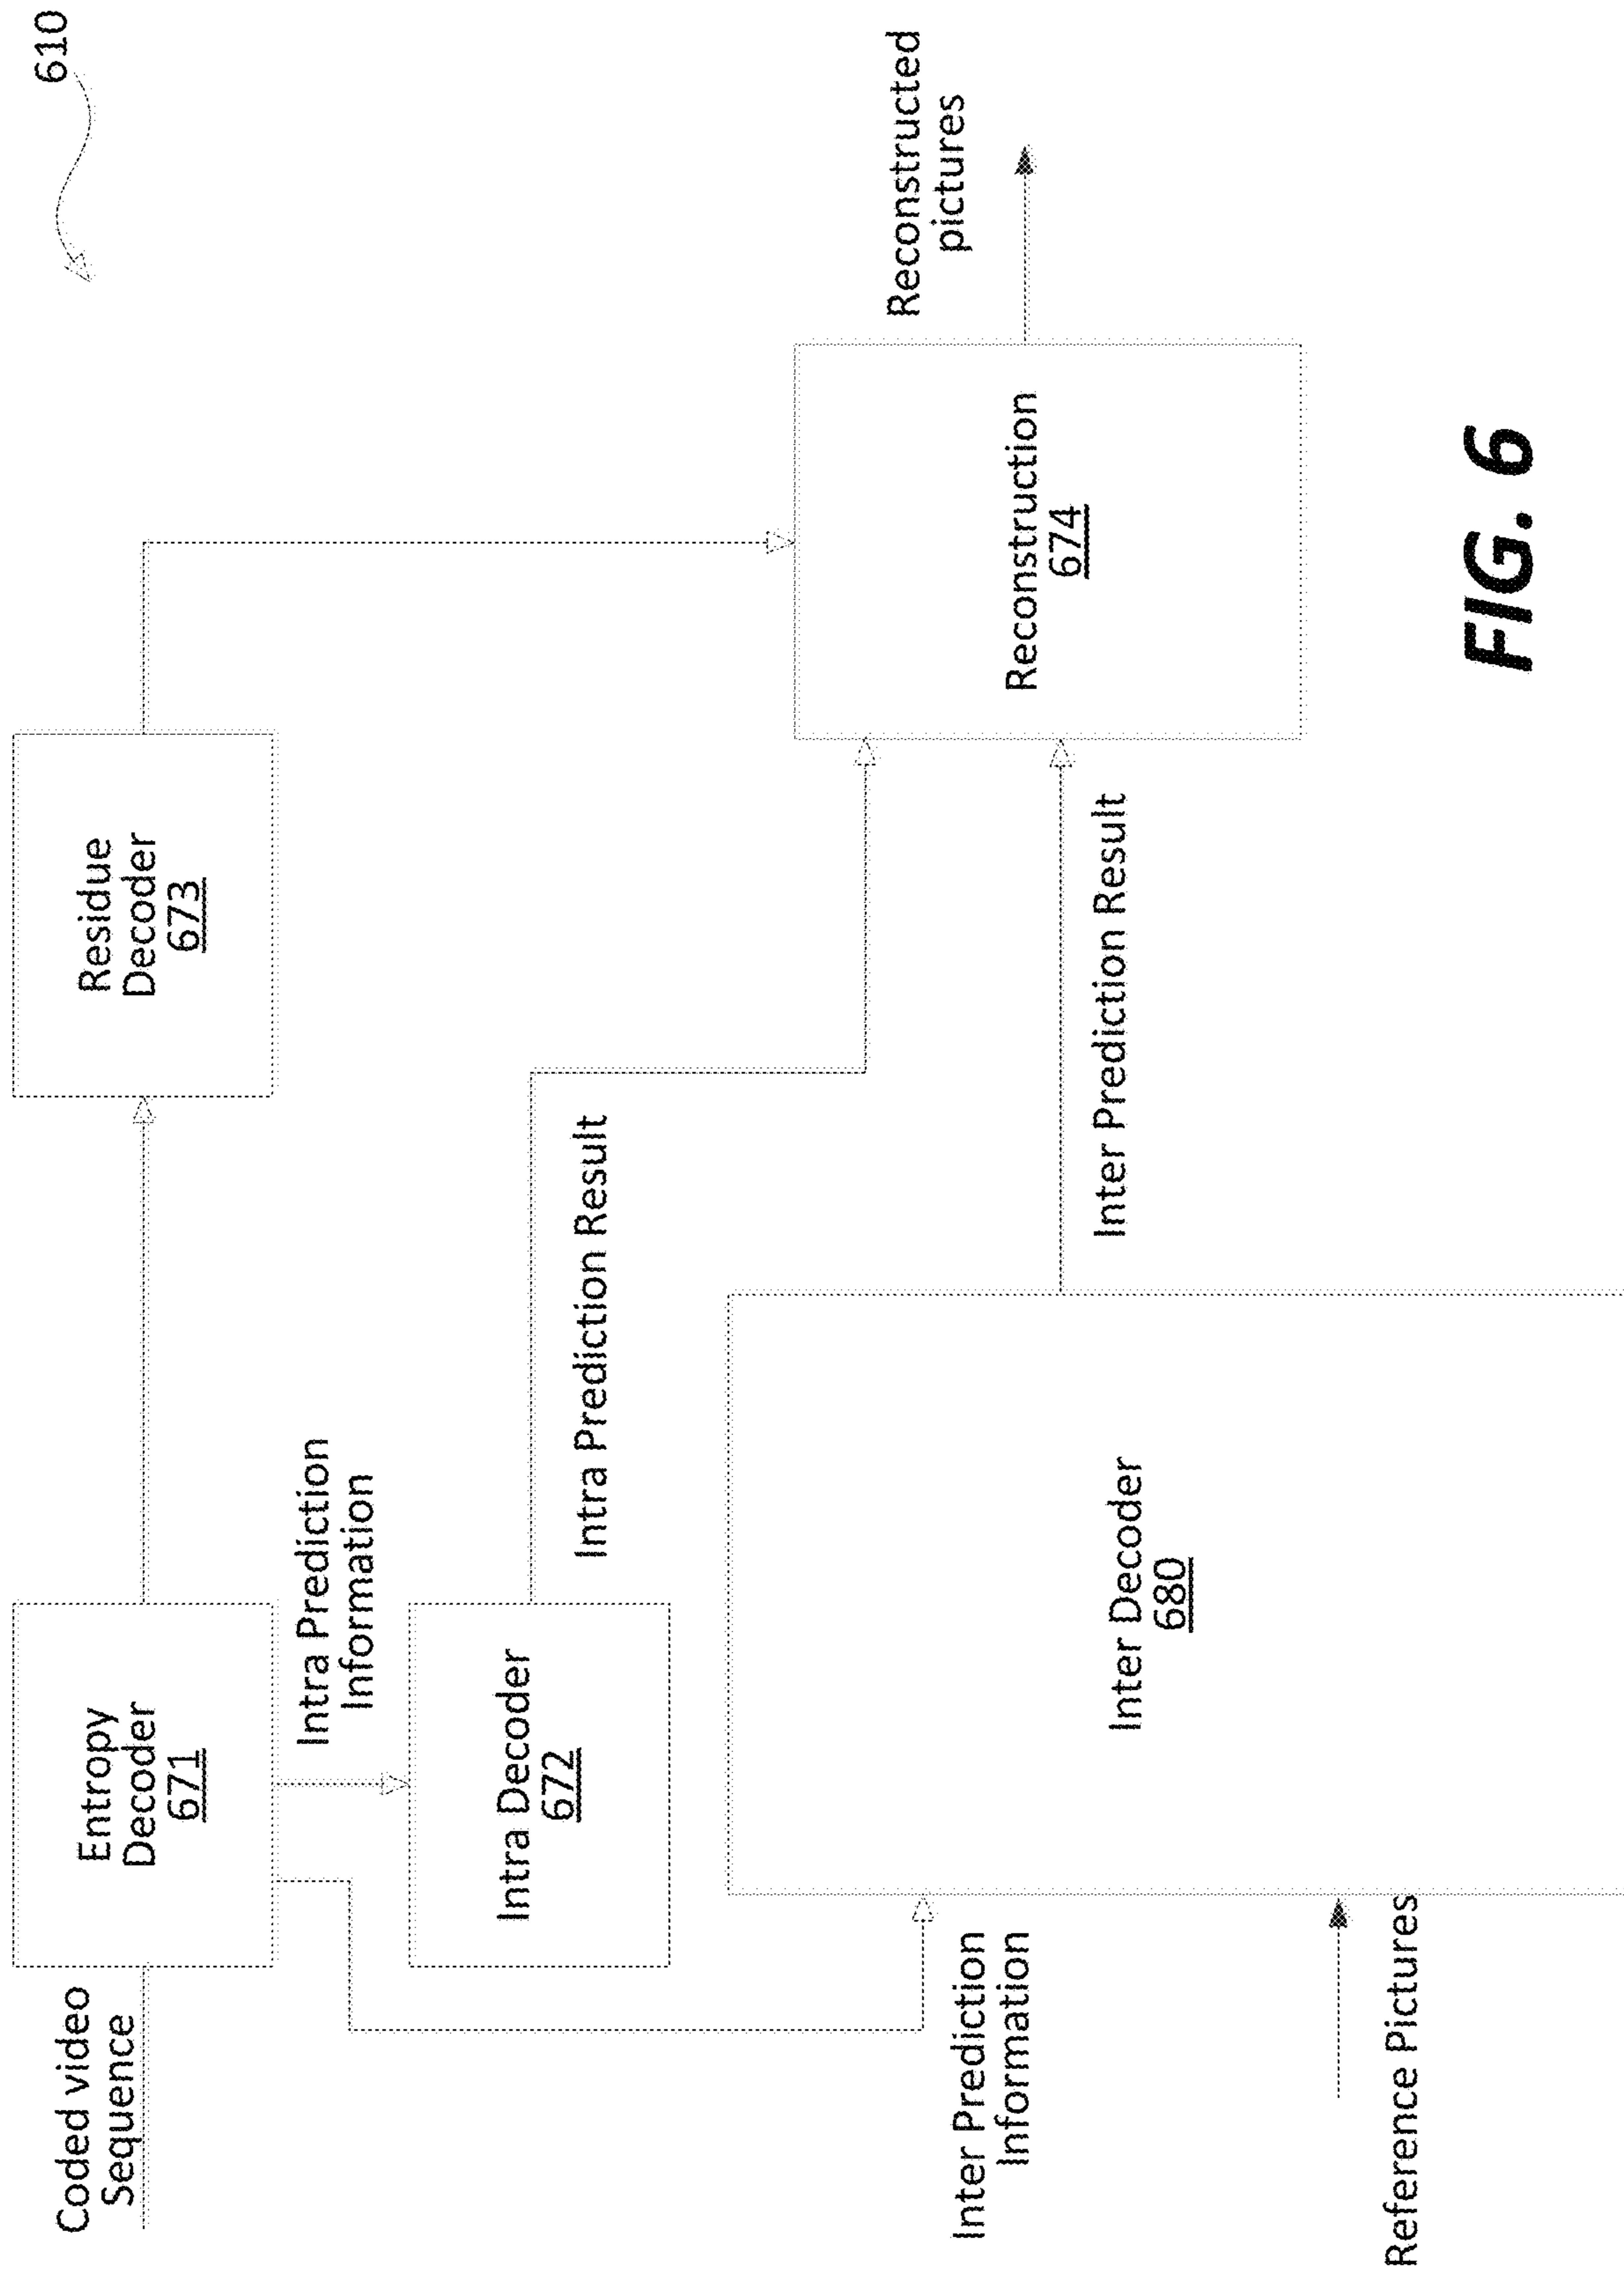 610
Coded video
Sequence
Entropy
Decoder
671
Residue
Decoder
673
Intra Prediction
Information
Intra Decoder
672
Intra Prediction Result
Inter Prediction
Information
Inter Decoder
680
Inter Prediction Result
Reconstruction
674
Reconstructed
pictures
Reference Pictures
FIG. 6